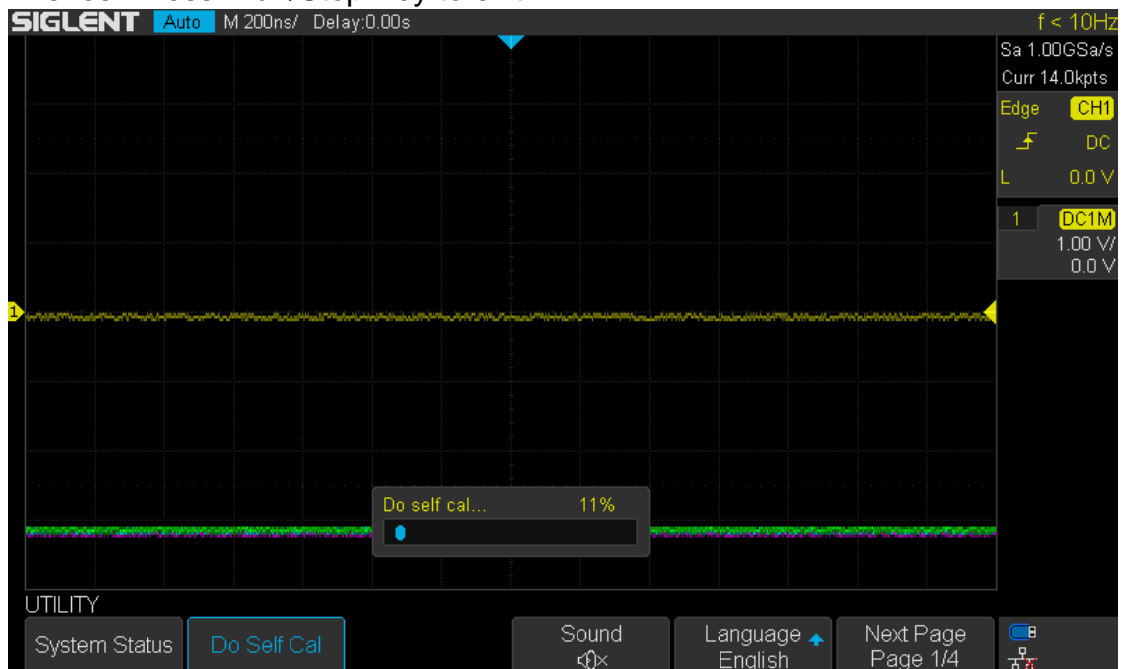 SIGLENT Auto M 200ns/ Delay:0.00s f < 10Hz
Sa 1.00GSa/s
Curr 14.0kpts
Edge CH1
DC
L 0.0 V
1 DC1M
1.00 V/
0.0 V
1
Do self cal... 11%
UTILITY
System Status Do Self Cal Sound Language English Next Page Page 1/4